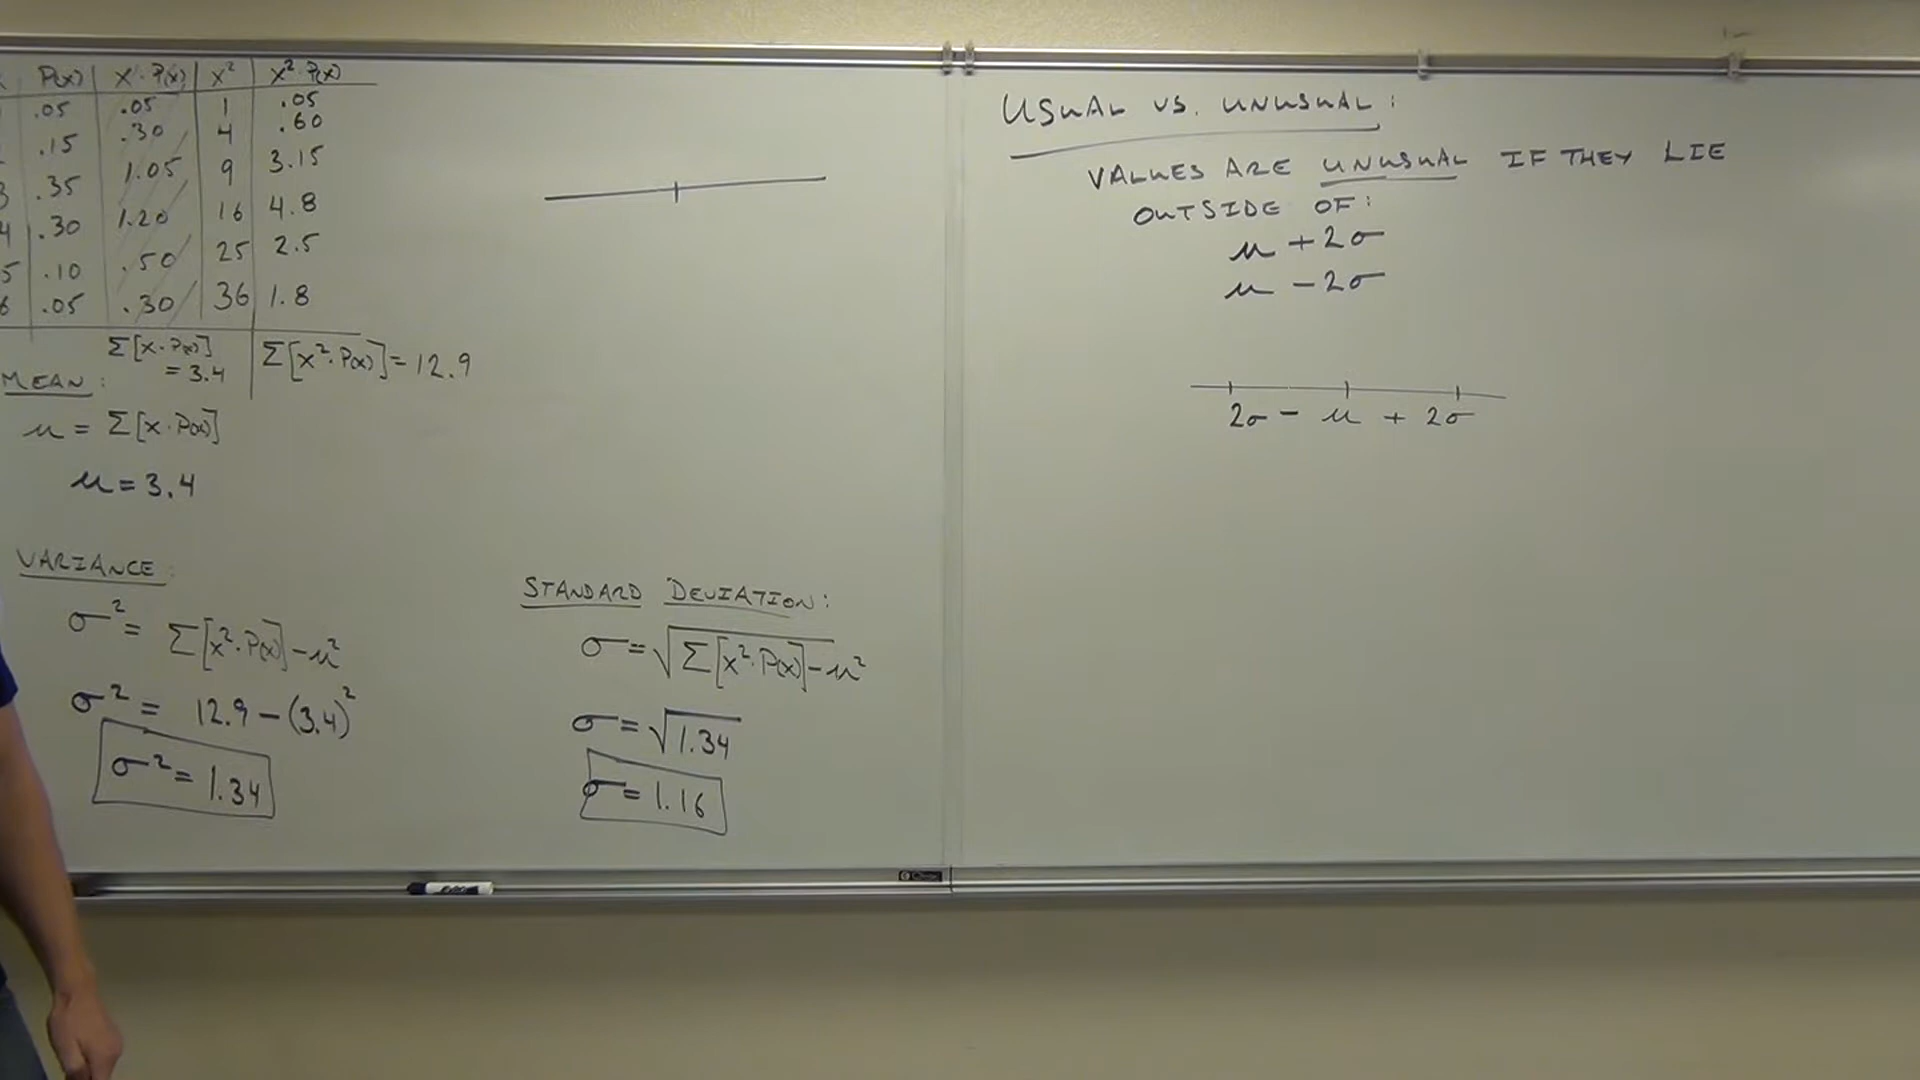 P(x) x · P(x) x² x² · P(x)
.05 .05 1 .05
.15 .30 4 .60
3 .35 1.05 9 3.15
4 .30 1.20 16 4.8
5 .10 .50 25 2.5
6 .05 .30 36 1.8
Σ[x · P(x)] = 3.4
Σ[x² · P(x)] = 12.9
MEAN:
μ = Σ[x · P(x)]
μ = 3.4
VARIANCE:
σ² = Σ[x² · P(x)] − μ²
σ² = 12.9 − (3.4)²
σ² = 1.34
STANDARD DEVIATION:
σ = √Σ[x² · P(x)] − μ²
σ = √1.34
σ = 1.16
USUAL VS. UNUSUAL:
VALUES ARE UNUSUAL IF THEY LIE
OUTSIDE OF:
μ + 2σ
μ − 2σ
2σ − μ + 2σ